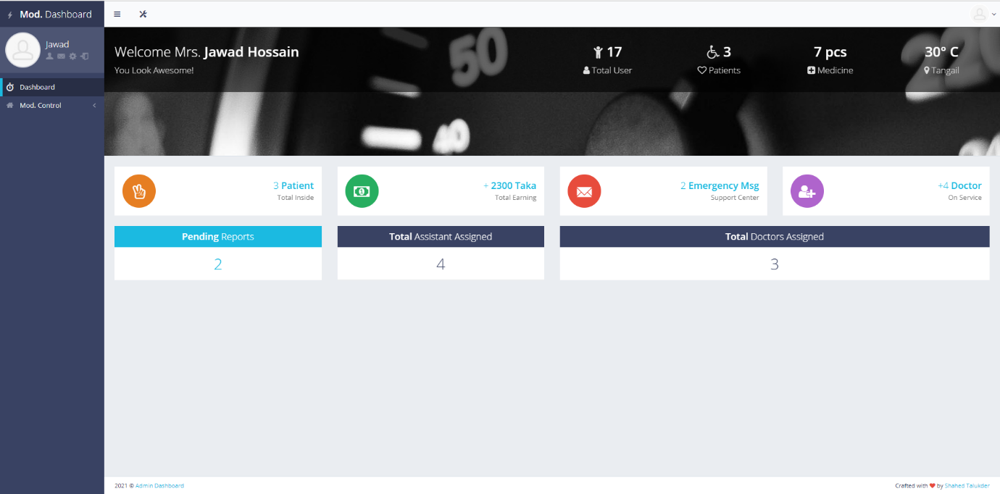 Mod. Dashboard
Jawad
Dashboard
Mod. Control
Welcome Mrs. Jawad Hossain
You Look Awesome!
17
Total User
3
Patients
7 pcs
Medicine
30° C
Tangail
50
40
20
3 Patient
Total Inside
+ 2300 Taka
Total Earning
2 Emergency Msg
Support Center
+4 Doctor
On Service
Pending Reports
2
Total Assistant Assigned
4
Total Doctors Assigned
3
2021 © Admin Dashboard
Crafted with ❤ by Shahed Talukder